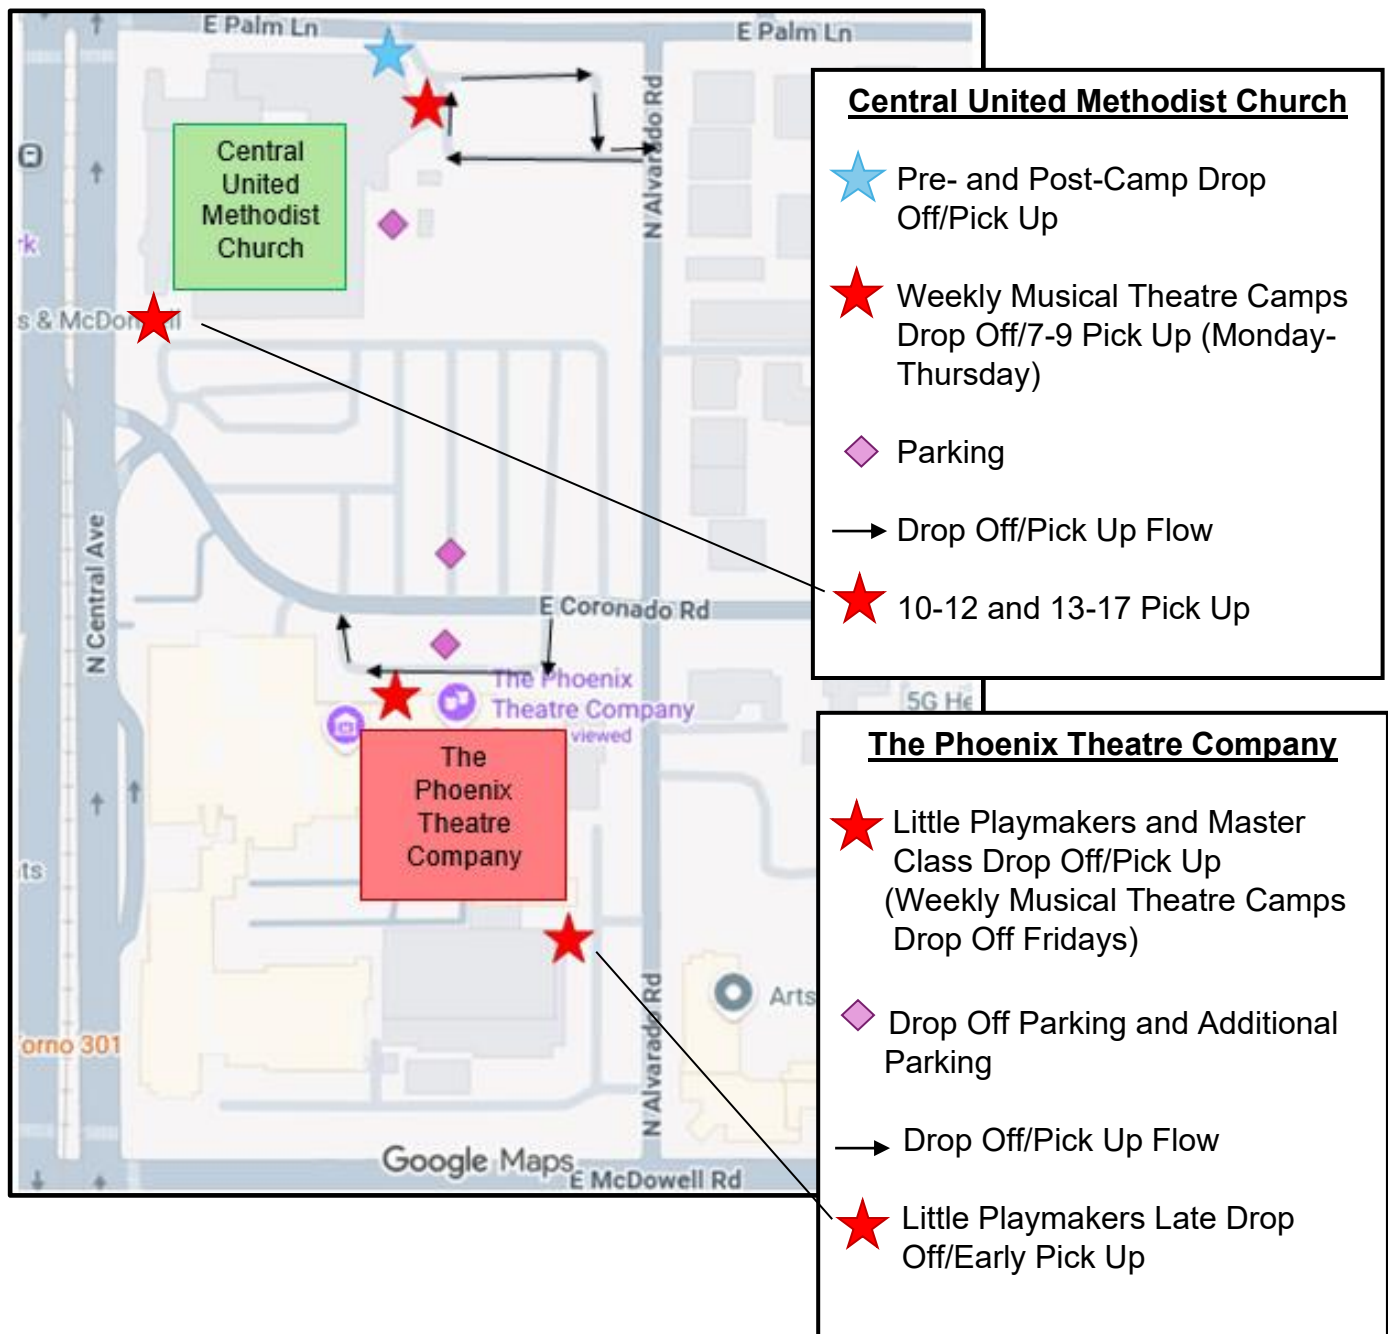 E Palm Ln
E Palm Ln
N Alvarado Rd
Central
United
Methodist
Church
rk
s & McDon ll
N Central Ave
E Coronado Rd
The Phoenix
Theatre Company
viewed
The
Phoenix
Theatre
Company
5G He
ts
Arts
orno 301
N Alvarado Rd
Google Maps
E McDowell Rd
Central United Methodist Church
Pre- and Post-Camp Drop
Off/Pick Up
Weekly Musical Theatre Camps
Drop Off/7-9 Pick Up (Monday-
Thursday)
Parking
Drop Off/Pick Up Flow
10-12 and 13-17 Pick Up
The Phoenix Theatre Company
Little Playmakers and Master
Class Drop Off/Pick Up
(Weekly Musical Theatre Camps
Drop Off Fridays)
Drop Off Parking and Additional
Parking
Drop Off/Pick Up Flow
Little Playmakers Late Drop
Off/Early Pick Up